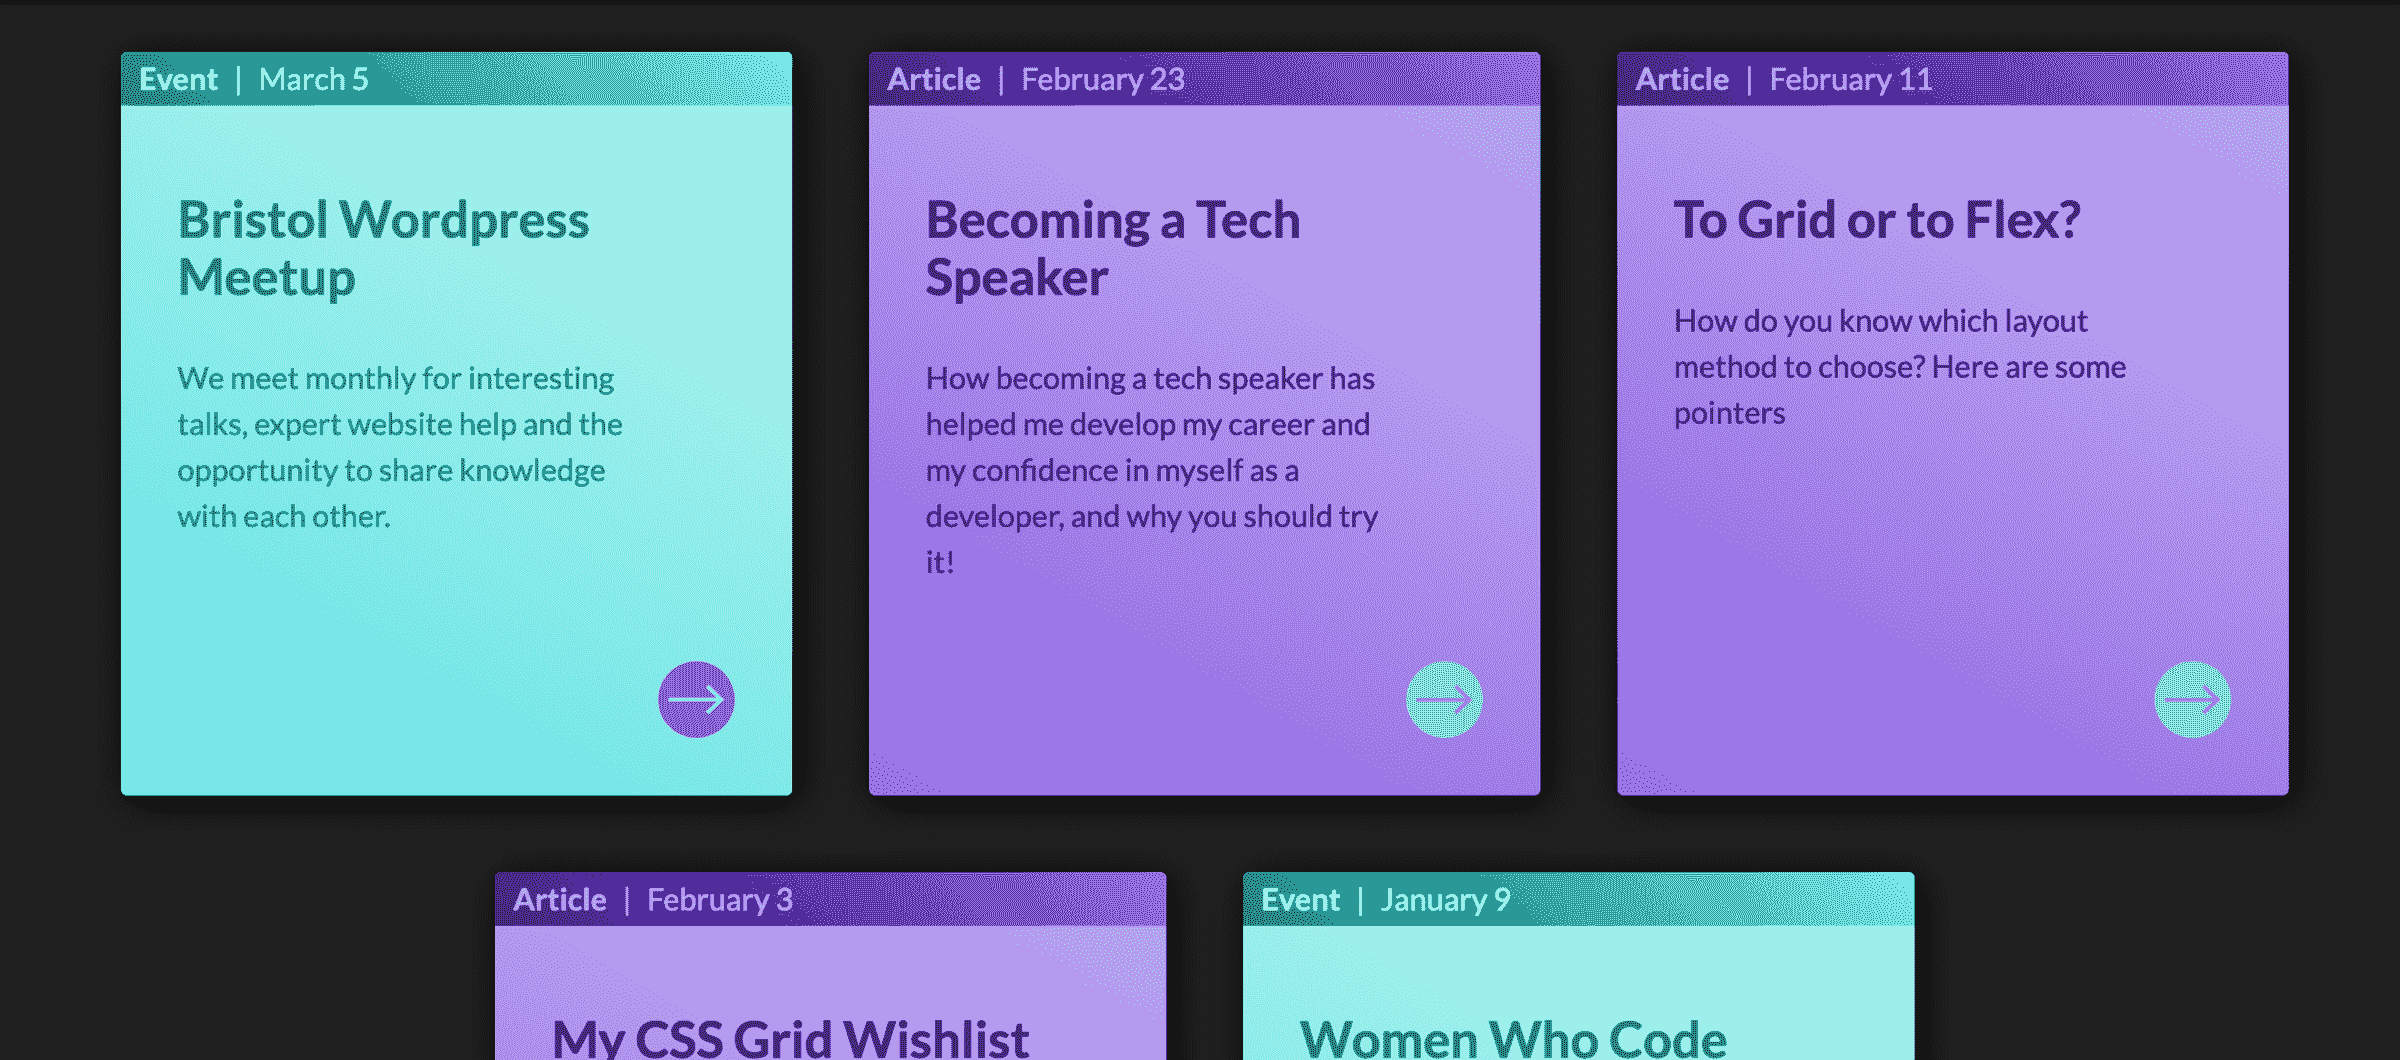 Event | March 5
Bristol Wordpress
Meetup
We meet monthly for interesting
talks, expert website help and the
opportunity to share knowledge
with each other.
Article | February 23
Becoming a Tech
Speaker
How becoming a tech speaker has
helped me develop my career and
my confidence in myself as a
developer, and why you should try
it!
Article | February 11
To Grid or to Flex?
How do you know which layout
method to choose? Here are some
pointers
Article | February 3
My CSS Grid Wishlist
Event | January 9
Women Who Code